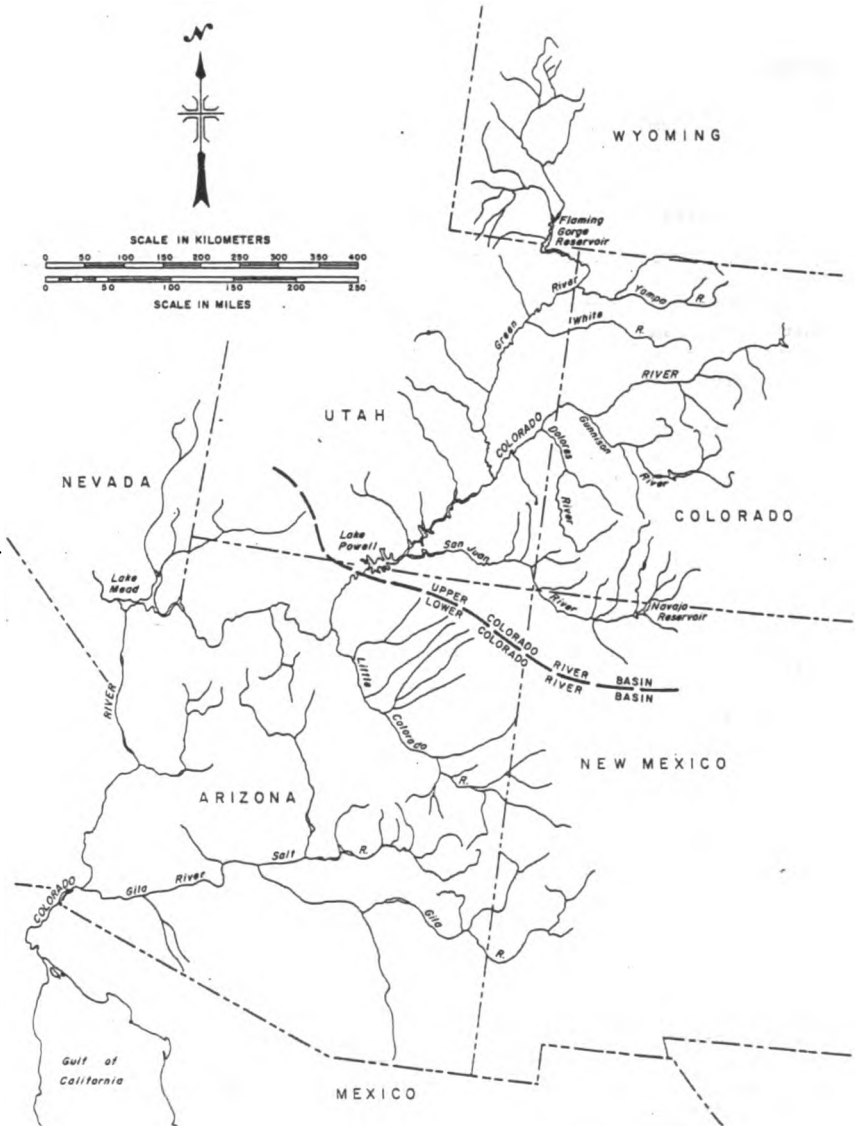 N
WYOMING
Flaming
Gorge
Reservoir
SCALE IN KILOMETERS
0 50 100 150 200 250 300 350 400
0 50 100 150 200 250
SCALE IN MILES
Green River
Yampa R.
White R.
UTAH
COLORADO RIVER
Gunnison River
Dolores River
NEVADA
COLORADO
Lake
Powell
San Juan River
Lake
Mead
Navajo
Reservoir
UPPER COLORADO RIVER BASIN
LOWER COLORADO RIVER BASIN
Little Colorado R.
RIVER
NEW MEXICO
ARIZONA
Salt R.
Gila River
COLORADO
Gila R.
Gulf of
California
MEXICO